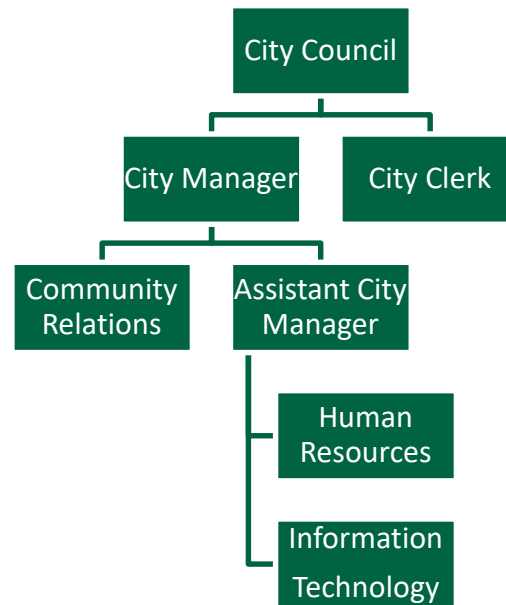 City Council
City Manager
City Clerk
Community
Relations
Assistant City
Manager
Human
Resources
Information
Technology